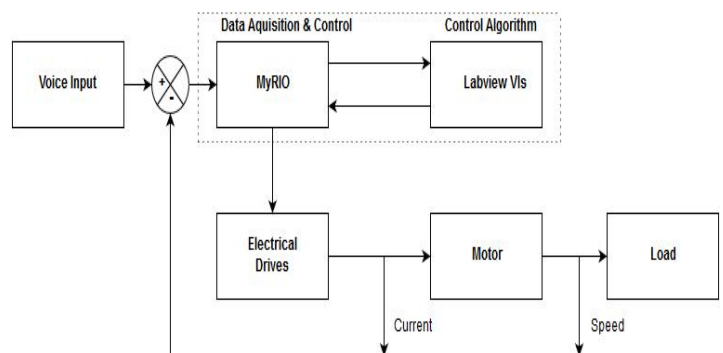 Data Aquisition & Control
Control Algorithm
Voice Input
+
-
MyRIO
Labview VIs
Electrical
Drives
Motor
Load
Current
Speed